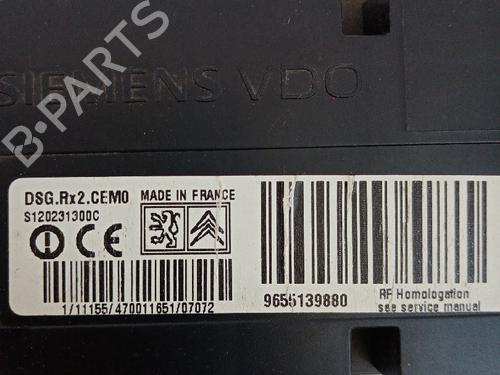 SIEMENS VDO
B-PARTS
DSG.Rx2.CEM0
S120231300C
MADE IN FRANCE
CE
1/11155/470011651/07072
9655139880
RF Homologation
see service manual